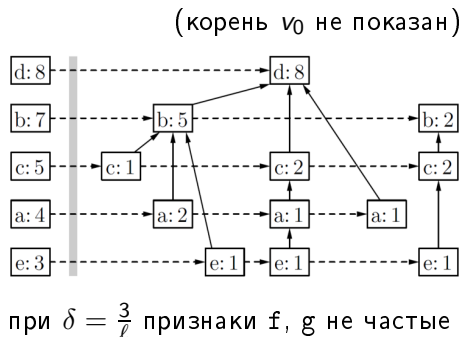 (корень v₀ не показан)
d: 8 d: 8
b: 7 b: 5 b: 2
c: 5 c: 1 c: 2 c: 2
a: 4 a: 2 a: 1 a: 1
e: 3 e: 1 e: 1 e: 1
при δ = 3/ℓ признаки f, g не частые